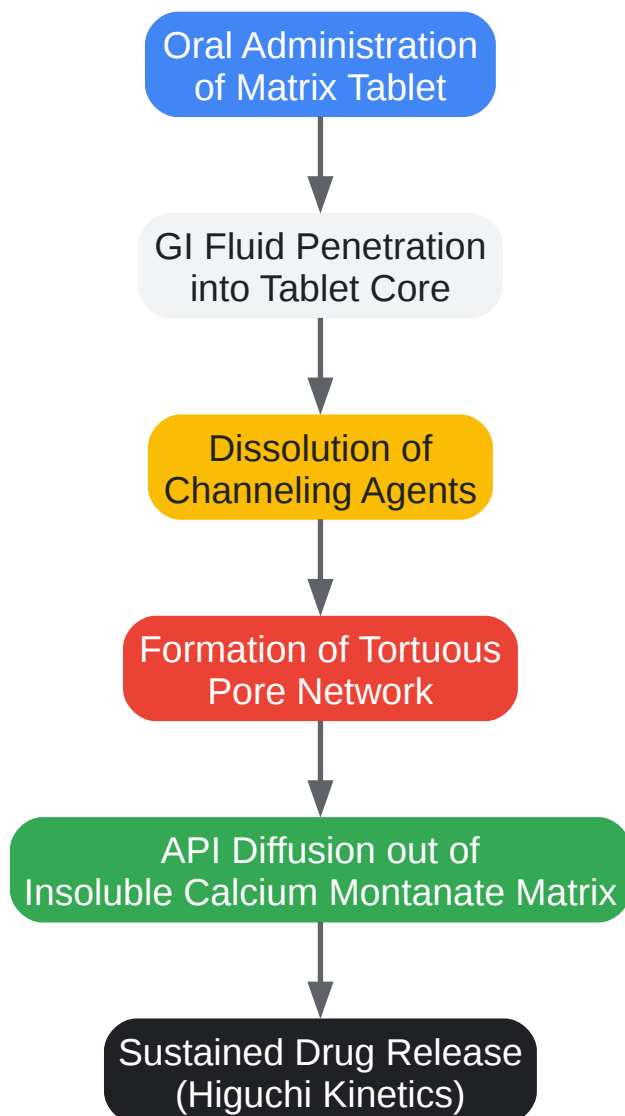 Oral Administration
of Matrix Tablet
GI Fluid Penetration
into Tablet Core
Dissolution of
Channeling Agents
Formation of Tortuous
Pore Network
API Diffusion out of
Insoluble Calcium Montanate Matrix
Sustained Drug Release
(Higuchi Kinetics)